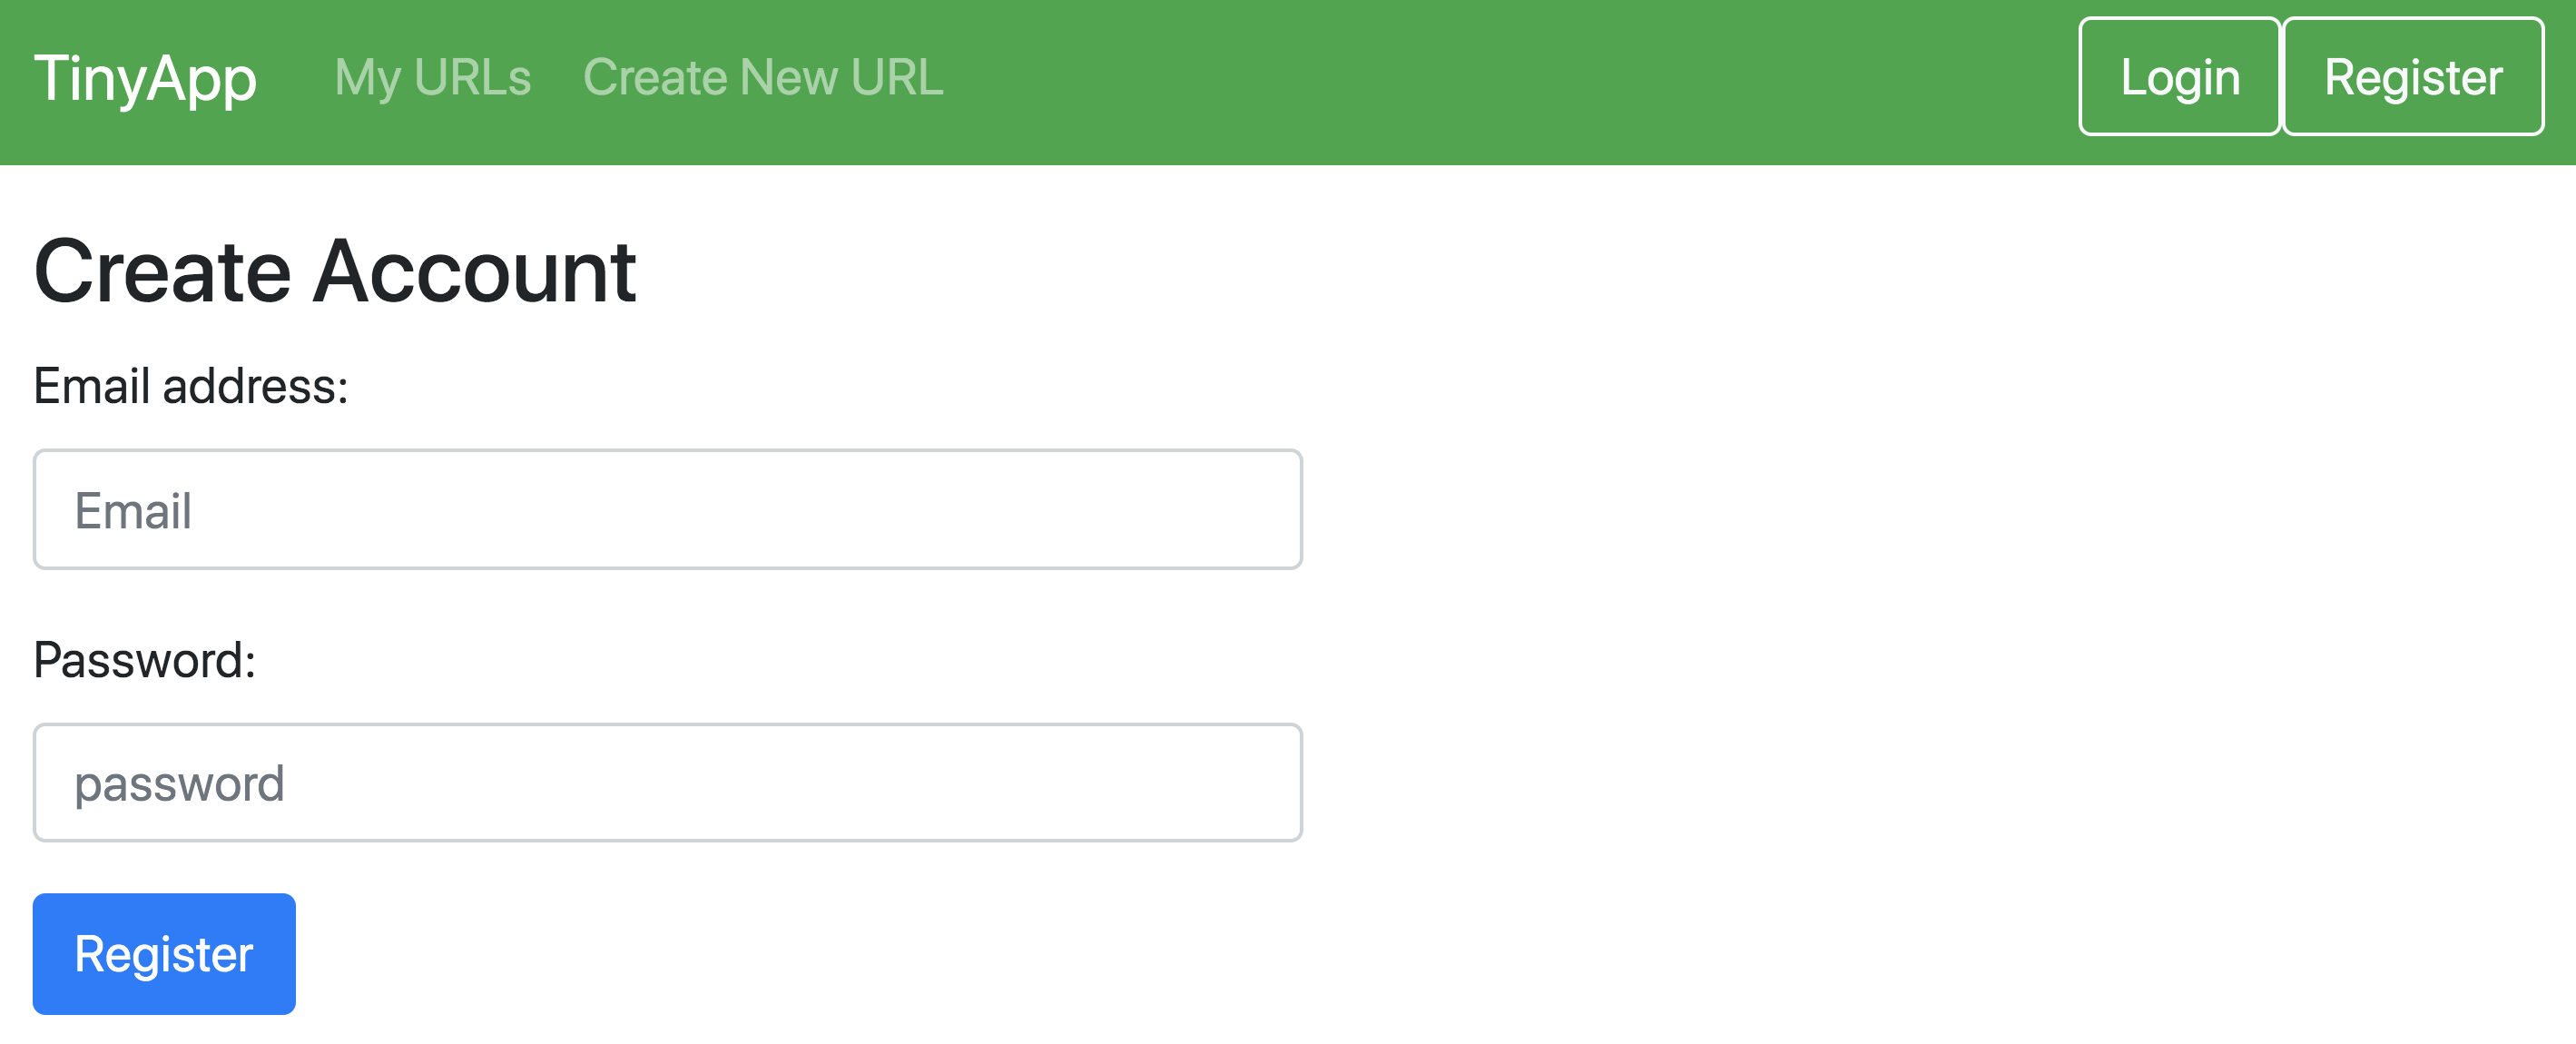 TinyApp My URLs Create New URL Login Register
Create Account
Email address:
Email
Password:
password
Register